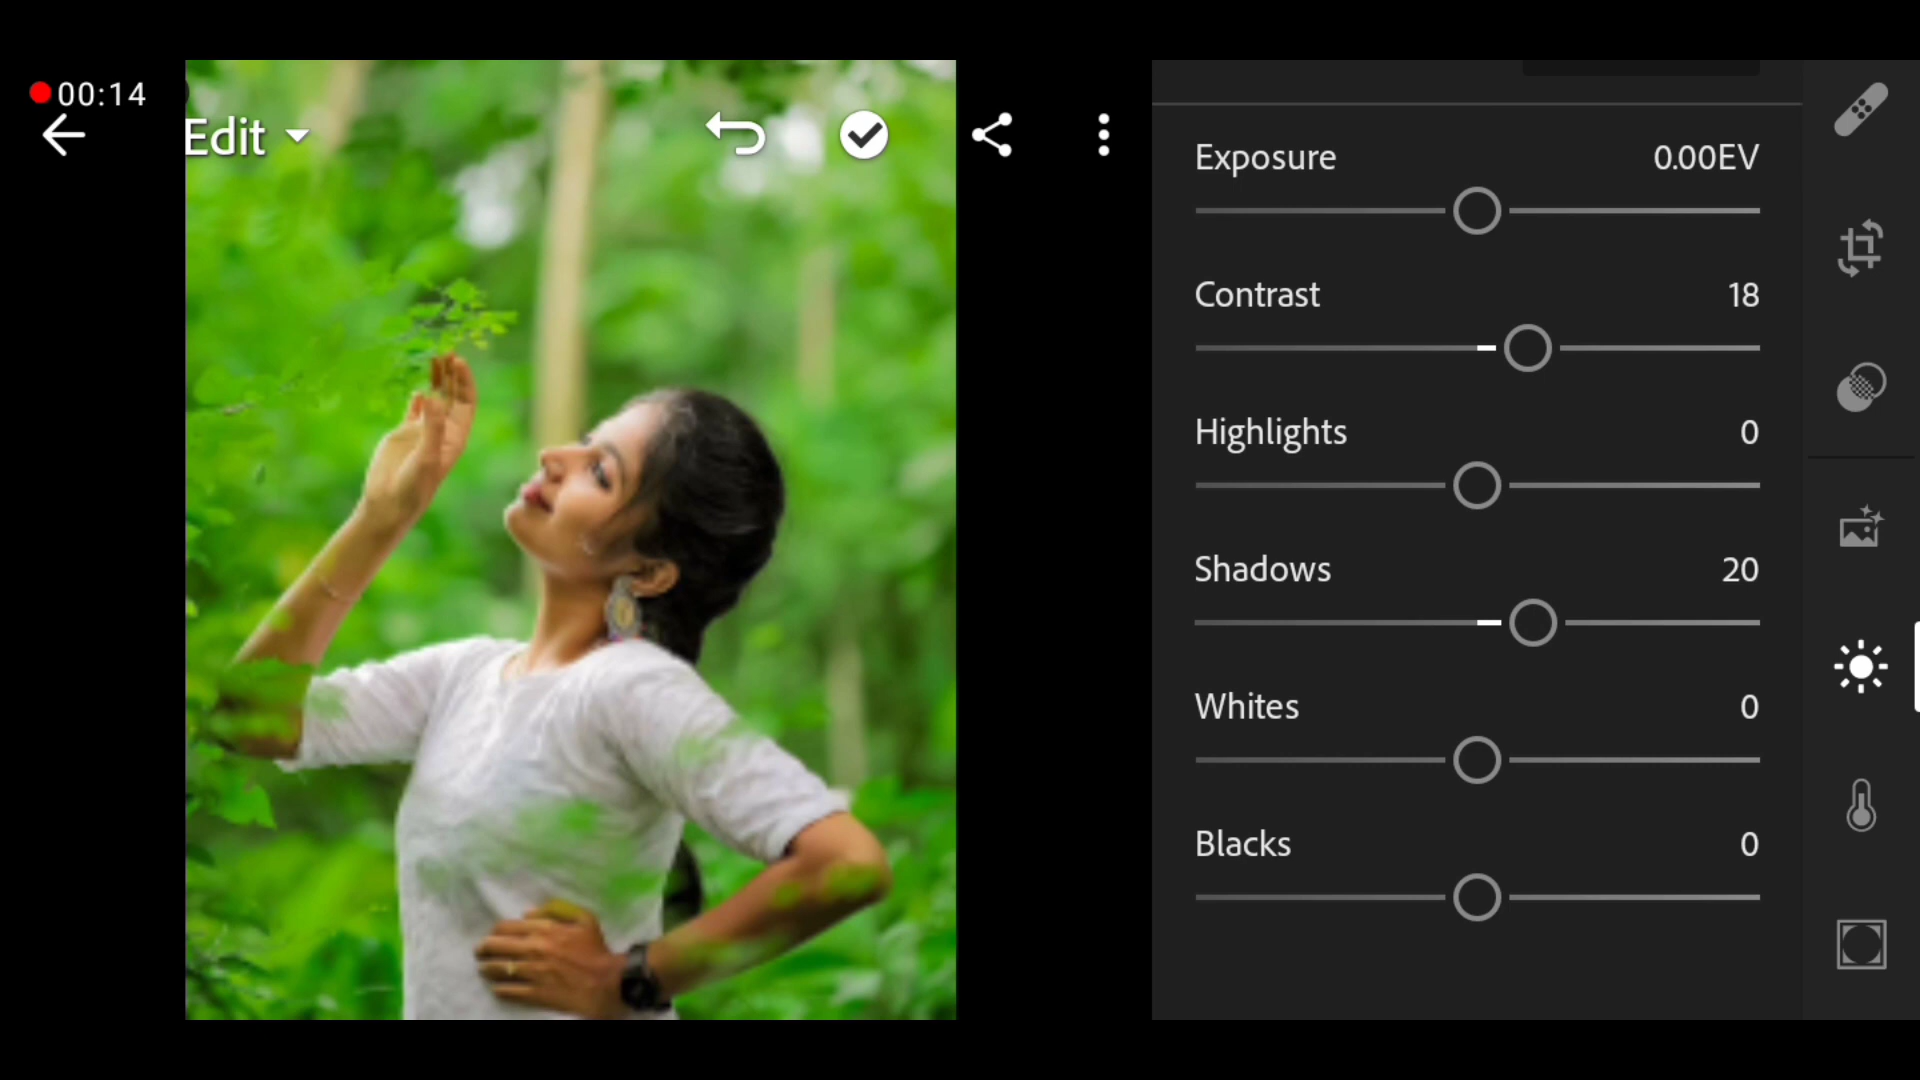 00:14
Edit
Exposure 0.00EV
Contrast 18
Highlights 0
Shadows 20
Whites 0
Blacks 0